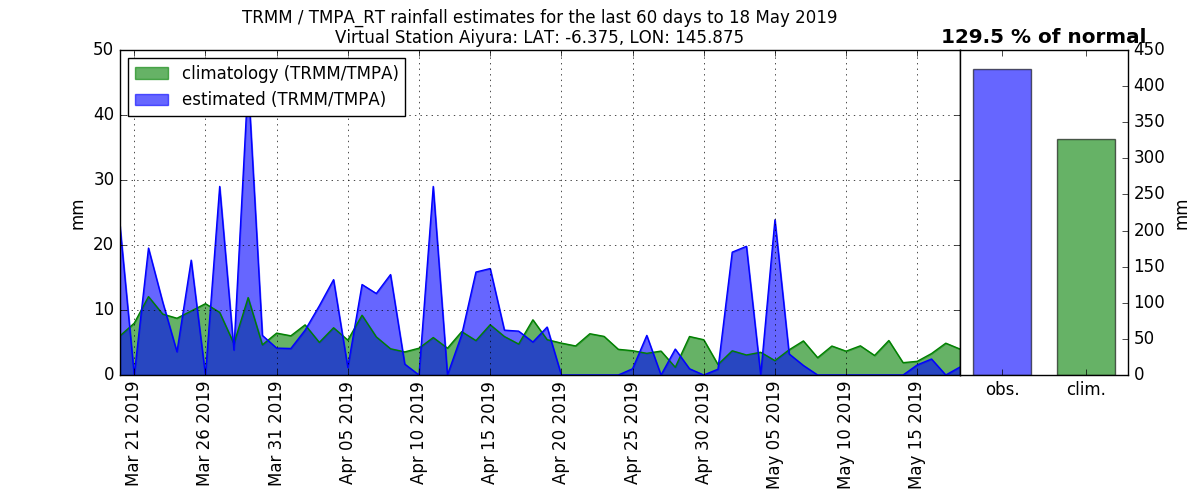 TRMM / TMPA_RT rainfall estimates for the last 60 days to 18 May 2019
Virtual Station Aiyura: LAT: -6.375, LON: 145.875
129.5 % of normal
climatology (TRMM/TMPA)
estimated (TRMM/TMPA)
mm
50
40
30
20
10
0
Mar 21 2019
Mar 26 2019
Mar 31 2019
Apr 05 2019
Apr 10 2019
Apr 15 2019
Apr 20 2019
Apr 25 2019
Apr 30 2019
May 05 2019
May 10 2019
May 15 2019
obs.
clim.
450
400
350
300
250
200
150
100
50
0
mm